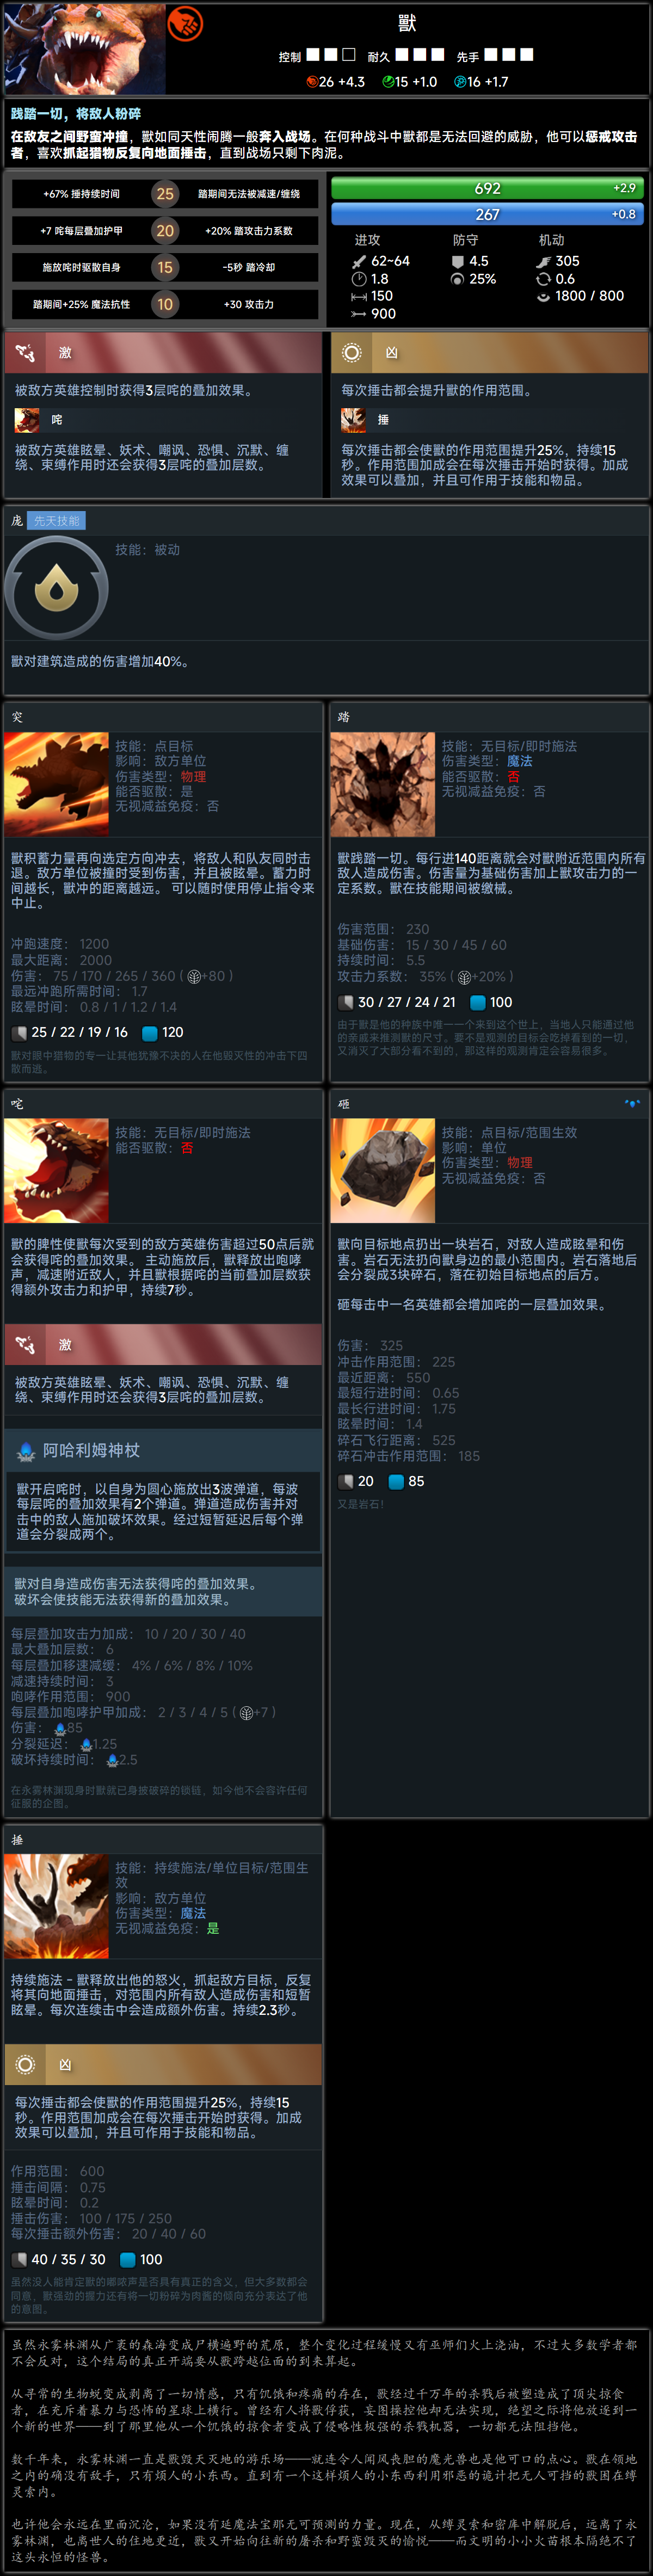 獸
控制 耐久 先手
26 +4.3 15 +1.0 16 +1.7
践踏一切，将敌人粉碎
在敌友之间野蛮冲撞，獸如同天性闹腾一般奔入战场。在何种战斗中獸都是无法回避的威胁，他可以惩戒攻击
者，喜欢抓起猎物反复向地面捶击，直到战场只剩下肉泥。
+67% 捶持续时间 25 踏期间无法被减速/缠绕
+7 咤每层叠加护甲 20 +20% 踏攻击力系数
施放咤时驱散自身 15 -5秒 踏冷却
踏期间+25% 魔法抗性 10 +30 攻击力
692 +2.9
267 +0.8
进攻 防守 机动
62~64 4.5 305
1.8 25% 0.6
150 1800 / 800
900
激
被敌方英雄控制时获得3层咤的叠加效果。
咤
被敌方英雄眩晕、妖术、嘲讽、恐惧、沉默、缠
绕、束缚作用时还会获得3层咤的叠加层数。
凶
每次捶击都会提升獸的作用范围。
捶
每次捶击都会使獸的作用范围提升25%，持续15
秒。作用范围加成会在每次捶击开始时获得。加成
效果可以叠加，并且可作用于技能和物品。
庞 先天技能
技能：被动
獸对建筑造成的伤害增加40%。
突
技能：点目标
影响：敌方单位
伤害类型：物理
能否驱散：是
无视减益免疫：否
獸积蓄力量再向选定方向冲去，将敌人和队友同时击
退。敌方单位被撞时受到伤害，并且被眩晕。蓄力时
间越长，獸冲的距离越远。 可以随时使用停止指令来
中止。
冲跑速度： 1200
最大距离： 2000
伤害： 75 / 170 / 265 / 360 ( +80 )
最远冲跑所需时间： 1.7
眩晕时间： 0.8 / 1 / 1.2 / 1.4
25 / 22 / 19 / 16 120
獸对眼中猎物的专一让其他犹豫不决的人在他毁灭性的冲击下四
散而逃。
踏
技能：无目标/即时施法
伤害类型：魔法
能否驱散：否
无视减益免疫：否
獸践踏一切。每行进140距离就会对獸附近范围内所有
敌人造成伤害。伤害量为基础伤害加上獸攻击力的一
定系数。獸在技能期间被缴械。
伤害范围： 230
基础伤害： 15 / 30 / 45 / 60
持续时间： 5.5
攻击力系数： 35% ( +20% )
30 / 27 / 24 / 21 100
由于獸是他的种族中唯一一个来到这个世上，当地人只能通过他
的亲戚来推测獸的尺寸。要不是观测的目标会吃掉看到的一切，
又消灭了大部分看不到的，那这样的观测肯定会容易很多。
咤
技能：无目标/即时施法
能否驱散：否
獸的脾性使獸每次受到的敌方英雄伤害超过50点后就
会获得咤的叠加效果。 主动施放后，獸释放出咆哮
声，减速附近敌人，并且獸根据咤的当前叠加层数获
得额外攻击力和护甲，持续7秒。
激
被敌方英雄眩晕、妖术、嘲讽、恐惧、沉默、缠
绕、束缚作用时还会获得3层咤的叠加层数。
阿哈利姆神杖
獸开启咤时，以自身为圆心施放出3波弹道，每波
每层咤的叠加效果有2个弹道。弹道造成伤害并对
击中的敌人施加破坏效果。经过短暂延迟后每个弹
道会分裂成两个。
獸对自身造成伤害无法获得咤的叠加效果。
破坏会使技能无法获得新的叠加效果。
每层叠加攻击力加成： 10 / 20 / 30 / 40
最大叠加层数： 6
每层叠加移速减缓： 4% / 6% / 8% / 10%
减速持续时间： 3
咆哮作用范围： 900
每层叠加咆哮护甲加成： 2 / 3 / 4 / 5 ( +7 )
伤害： 85
分裂延迟： 1.25
破坏持续时间： 2.5
在永雾林渊现身时獸就已身披破碎的锁链，如今他不会容许任何
征服的企图。
砸
技能：点目标/范围生效
影响：单位
伤害类型：物理
无视减益免疫：否
獸向目标地点扔出一块岩石，对敌人造成眩晕和伤
害。岩石无法扔向獸身边的最小范围内。岩石落地后
会分裂成3块碎石，落在初始目标地点的后方。
砸每击中一名英雄都会增加咤的一层叠加效果。
伤害： 325
冲击作用范围： 225
最近距离： 550
最短行进时间： 0.65
最长行进时间： 1.75
眩晕时间： 1.4
碎石飞行距离： 525
碎石冲击作用范围： 185
20 85
又是岩石！
捶
技能：持续施法/单位目标/范围生
效
影响：敌方单位
伤害类型：魔法
无视减益免疫：是
持续施法 - 獸释放出他的怒火，抓起敌方目标，反复
将其向地面捶击，对范围内所有敌人造成伤害和短暂
眩晕。每次连续击中会造成额外伤害。持续2.3秒。
凶
每次捶击都会使獸的作用范围提升25%，持续15
秒。作用范围加成会在每次捶击开始时获得。加成
效果可以叠加，并且可作用于技能和物品。
作用范围： 600
捶击间隔： 0.75
眩晕时间： 0.2
捶击伤害： 100 / 175 / 250
每次捶击额外伤害： 20 / 40 / 60
40 / 35 / 30 100
虽然没人能肯定獸的嘟哝声是否具有真正的含义，但大多数都会
同意，獸强劲的握力还有将一切粉碎为肉酱的倾向充分表达了他
的意图。
虽然永雾林渊从广袤的森海变成尸横遍野的荒原，整个变化过程缓慢又有巫师们火上浇油，不过大多数学者都
不会反对，这个结局的真正开端要从獸跨越位面的到来算起。
从寻常的生物蜕变成剥离了一切情感，只有饥饿和疼痛的存在，獸经过千万年的杀戮后被塑造成了顶尖掠食
者，在充斥着暴力与恐怖的星球上横行。曾经有人将獸俘获，妄图操控他却无法实现，绝望之际将他放逐到一
个新的世界——到了那里他从一个饥饿的掠食者变成了侵略性极强的杀戮机器，一切都无法阻挡他。
数千年来，永雾林渊一直是獸毁天灭地的游乐场——就连令人闻风丧胆的魔光兽也是他可口的点心。獸在领地
之内的确没有敌手，只有烦人的小东西。直到有一个这样烦人的小东西利用邪恶的诡计把无人可挡的獸困在缚
灵索内。
也许他会永远在里面沉沦，如果没有延魔法宝那无可预测的力量。现在，从缚灵索和密库中解脱后，远离了永
雾林渊，也离世人的住地更近，獸又开始向往新的屠杀和野蛮毁灭的愉悦——而文明的小小火苗根本隔绝不了
这头永恒的怪兽。